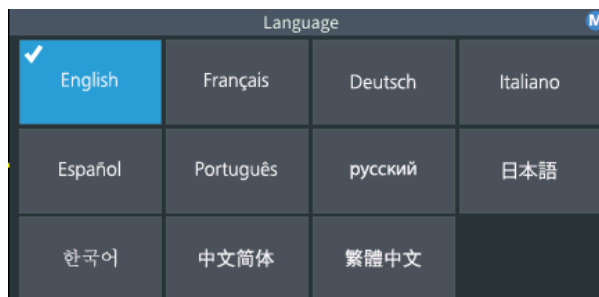 Language
M
English
Français
Deutsch
Italiano
Español
Português
русский
日本語
한국어
中文简体
繁體中文